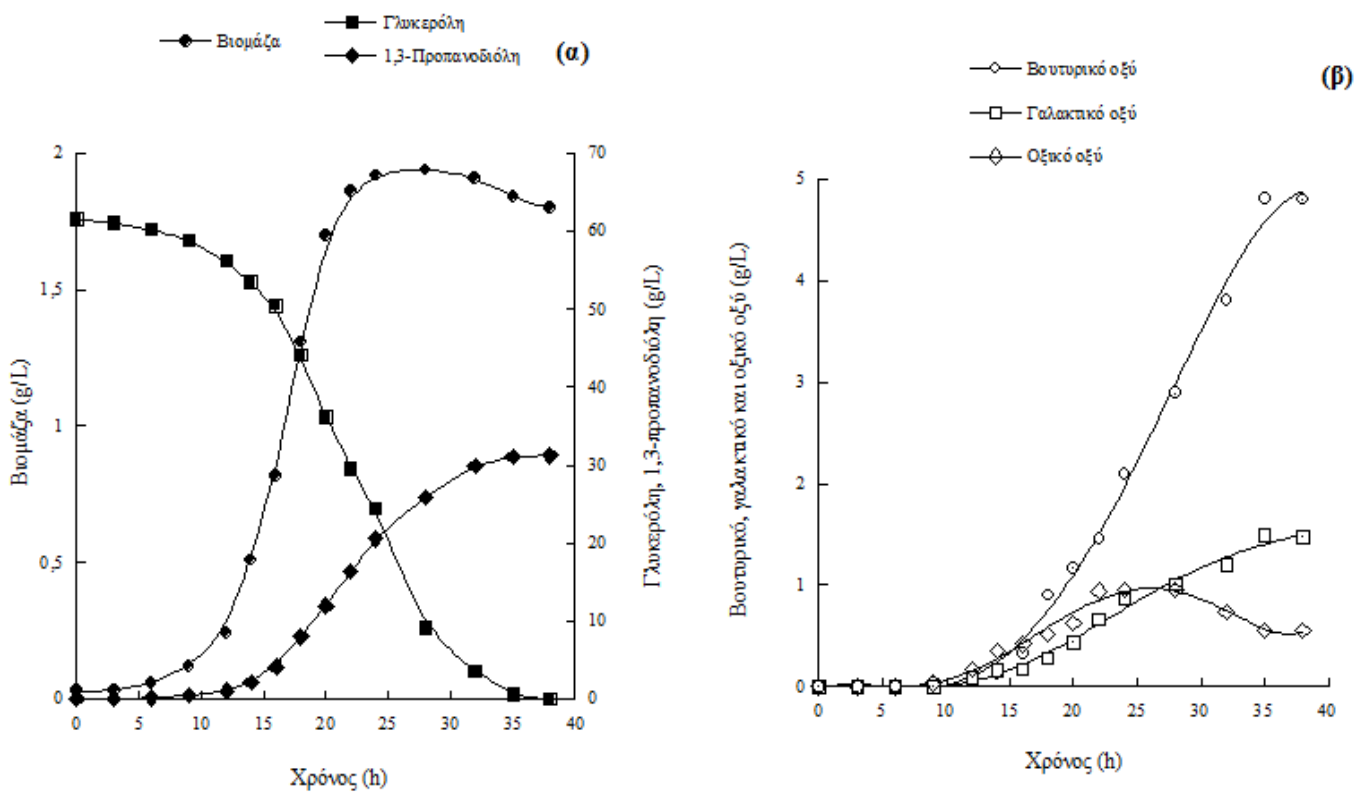 Βιομάζα
Γλυκερόλη
1,3-Προπανοδιόλη
(α)
2
1,5
1
0,5
0
70
60
50
40
30
20
10
0
0 5 10 15 20 25 30 35 40
Βιομάζα (g/L)
Γλυκερόλη, 1,3-προπανοδιόλη (g/L)
Χρόνος (h)
Βουτυρικό οξύ
Γαλακτικό οξύ
Οξικό οξύ
(β)
5
4
3
2
1
0
0 5 10 15 20 25 30 35 40
Βουτυρικό, γαλακτικό και οξικό οξύ (g/L)
Χρόνος (h)